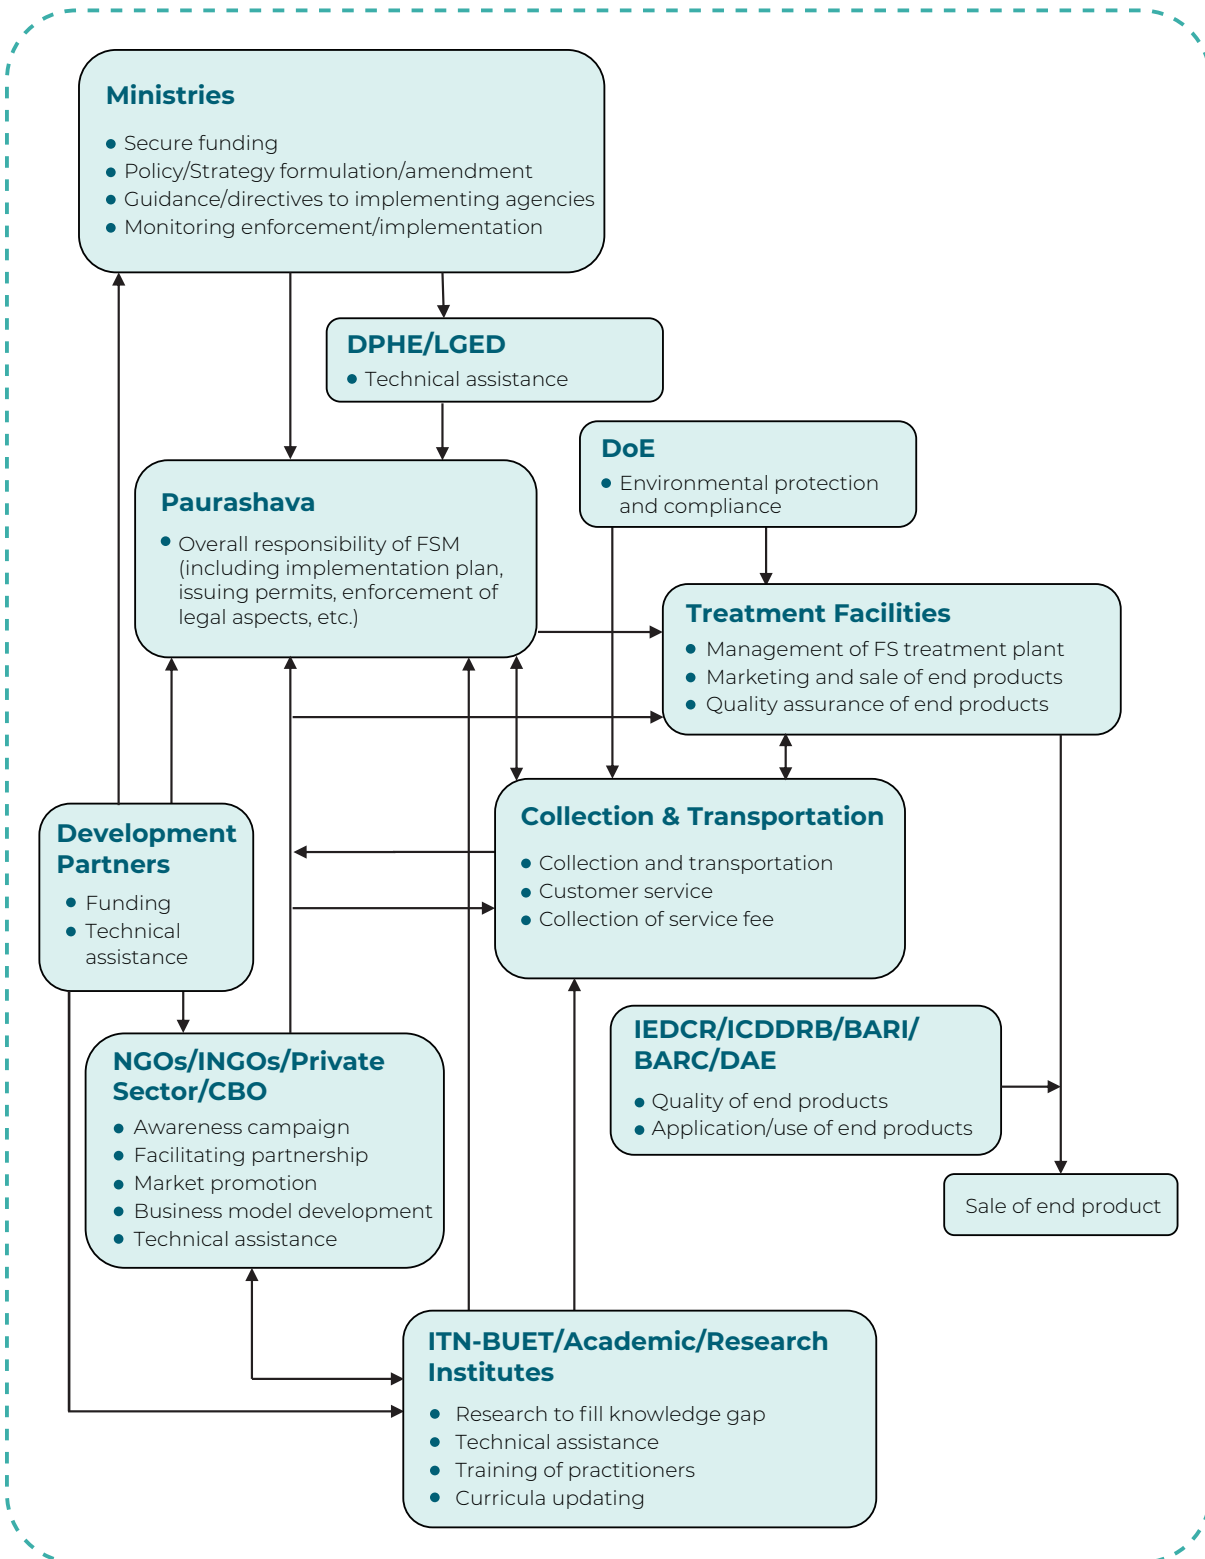 Ministries
Secure funding
Policy/Strategy formulation/amendment
Guidance/directives to implementing agencies
Monitoring enforcement/implementation
DPHE/LGED
Technical assistance
DoE
Environmental protection
and compliance
Paurashava
Overall responsibility of FSM
(including implementation plan,
issuing permits, enforcement of
legal aspects, etc.)
Treatment Facilities
Management of FS treatment plant
Marketing and sale of end products
Quality assurance of end products
Collection & Transportation
Collection and transportation
Customer service
Collection of service fee
Development
Partners
Funding
Technical
assistance
IEDCR/ICDDRB/BARI/
BARC/DAE
Quality of end products
Application/use of end products
NGOs/INGOs/Private
Sector/CBO
Awareness campaign
Facilitating partnership
Market promotion
Business model development
Technical assistance
Sale of end product
ITN-BUET/Academic/Research
Institutes
Research to fill knowledge gap
Technical assistance
Training of practitioners
Curricula updating